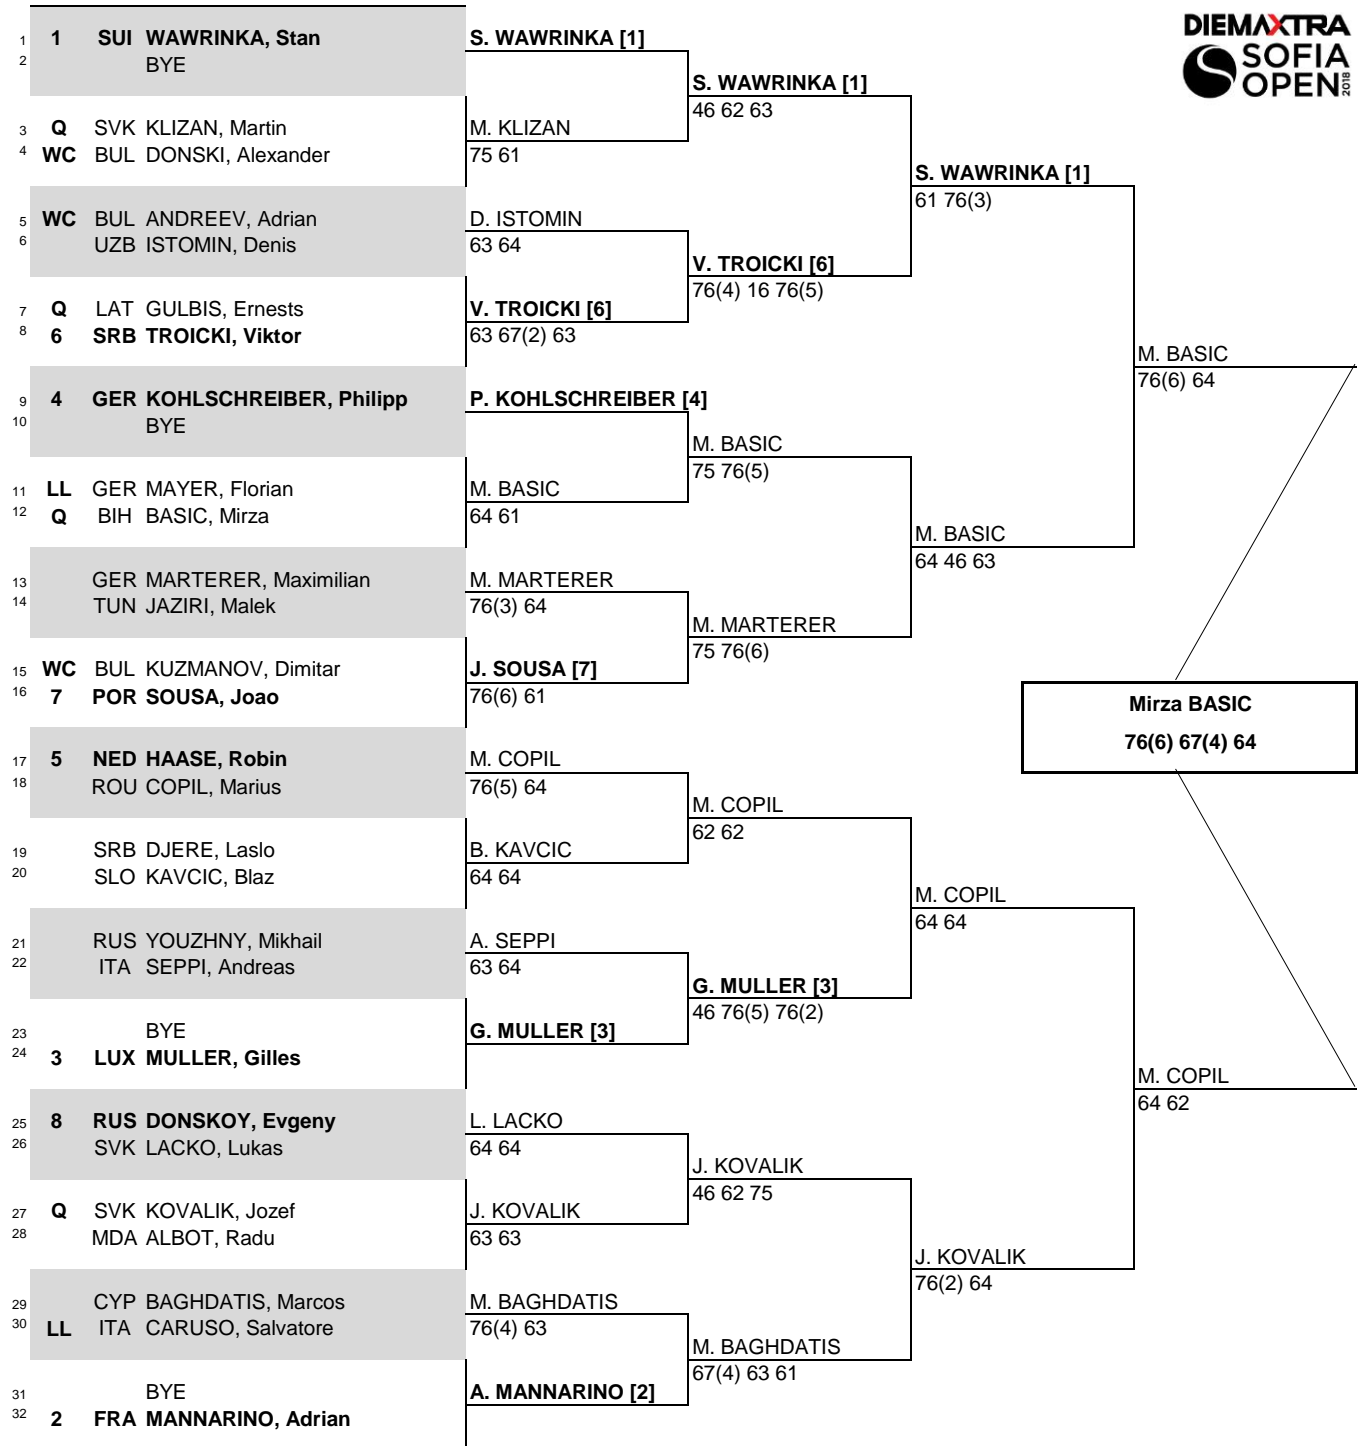 DIEMAXTRA
SOFIA
OPEN 2018
1 1 SUI WAWRINKA, Stan
2 BYE
3 Q SVK KLIZAN, Martin
4 WC BUL DONSKI, Alexander
5 WC BUL ANDREEV, Adrian
6 UZB ISTOMIN, Denis
7 Q LAT GULBIS, Ernests
8 6 SRB TROICKI, Viktor
9 4 GER KOHLSCHREIBER, Philipp
10 BYE
11 LL GER MAYER, Florian
12 Q BIH BASIC, Mirza
13 GER MARTERER, Maximilian
14 TUN JAZIRI, Malek
15 WC BUL KUZMANOV, Dimitar
16 7 POR SOUSA, Joao
17 5 NED HAASE, Robin
18 ROU COPIL, Marius
19 SRB DJERE, Laslo
20 SLO KAVCIC, Blaz
21 RUS YOUZHNY, Mikhail
22 ITA SEPPI, Andreas
23 BYE
24 3 LUX MULLER, Gilles
25 8 RUS DONSKOY, Evgeny
26 SVK LACKO, Lukas
27 Q SVK KOVALIK, Jozef
28 MDA ALBOT, Radu
29 CYP BAGHDATIS, Marcos
30 LL ITA CARUSO, Salvatore
31 BYE
32 2 FRA MANNARINO, Adrian
S. WAWRINKA [1]
M. KLIZAN
75 61
D. ISTOMIN
63 64
V. TROICKI [6]
63 67(2) 63
P. KOHLSCHREIBER [4]
M. BASIC
64 61
M. MARTERER
76(3) 64
J. SOUSA [7]
76(6) 61
M. COPIL
76(5) 64
B. KAVCIC
64 64
A. SEPPI
63 64
G. MULLER [3]
L. LACKO
64 64
J. KOVALIK
63 63
M. BAGHDATIS
76(4) 63
A. MANNARINO [2]
S. WAWRINKA [1]
46 62 63
V. TROICKI [6]
76(4) 16 76(5)
M. BASIC
75 76(5)
M. MARTERER
75 76(6)
M. COPIL
62 62
G. MULLER [3]
46 76(5) 76(2)
J. KOVALIK
46 62 75
M. BAGHDATIS
67(4) 63 61
S. WAWRINKA [1]
61 76(3)
M. BASIC
64 46 63
M. COPIL
64 64
J. KOVALIK
76(2) 64
M. BASIC
76(6) 64
M. COPIL
64 62
Mirza BASIC
76(6) 67(4) 64